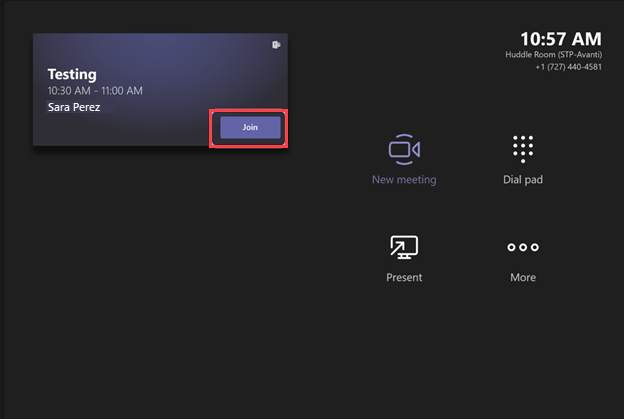 Testing
10:30 AM - 11:00 AM
Sara Perez
Join
10:57 AM
Huddle Room (STP-Avanti)
+1 (727) 440-4581
New meeting
Dial pad
Present
More